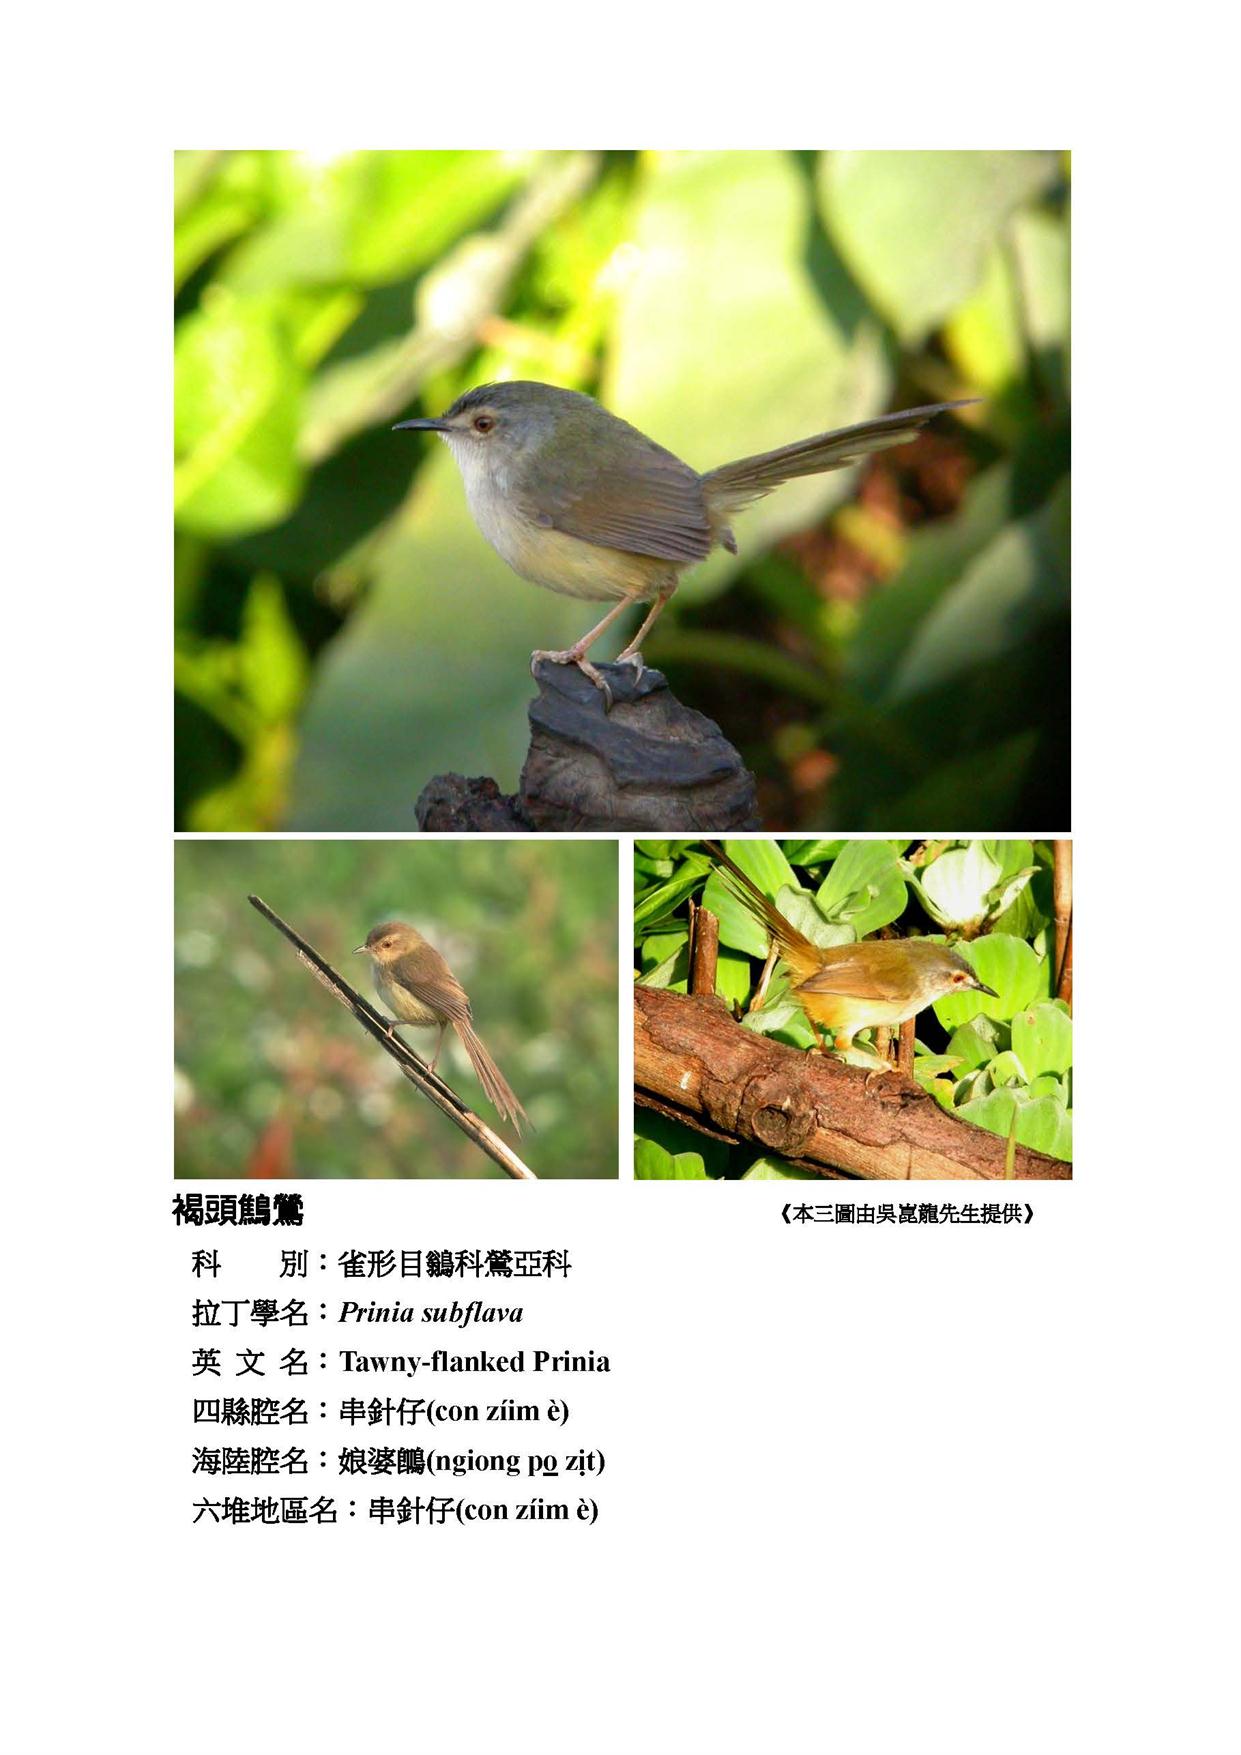 褐頭鷦鶯
《本三圖由吳崑龍先生提供》
科 別：雀形目鶲科鶯亞科
拉丁學名：Prinia subflava
英 文 名：Tawny-flanked Prinia
四縣腔名：串針仔(con zíim è)
海陸腔名：娘婆(ngiong po zịt)
六堆地區名：串針仔(con zíim è)